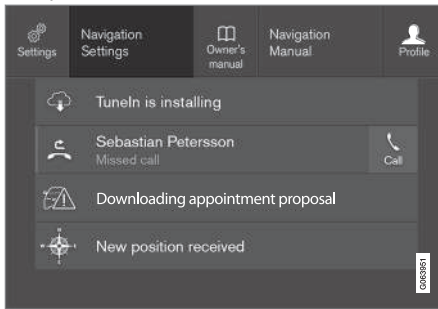 Settings
Navigation
Settings
Owner's
manual
Navigation
Manual
Profile
TuneIn is installing
Sebastian Petersson
Missed call
Call
Downloading appointment proposal
New position received
G063951